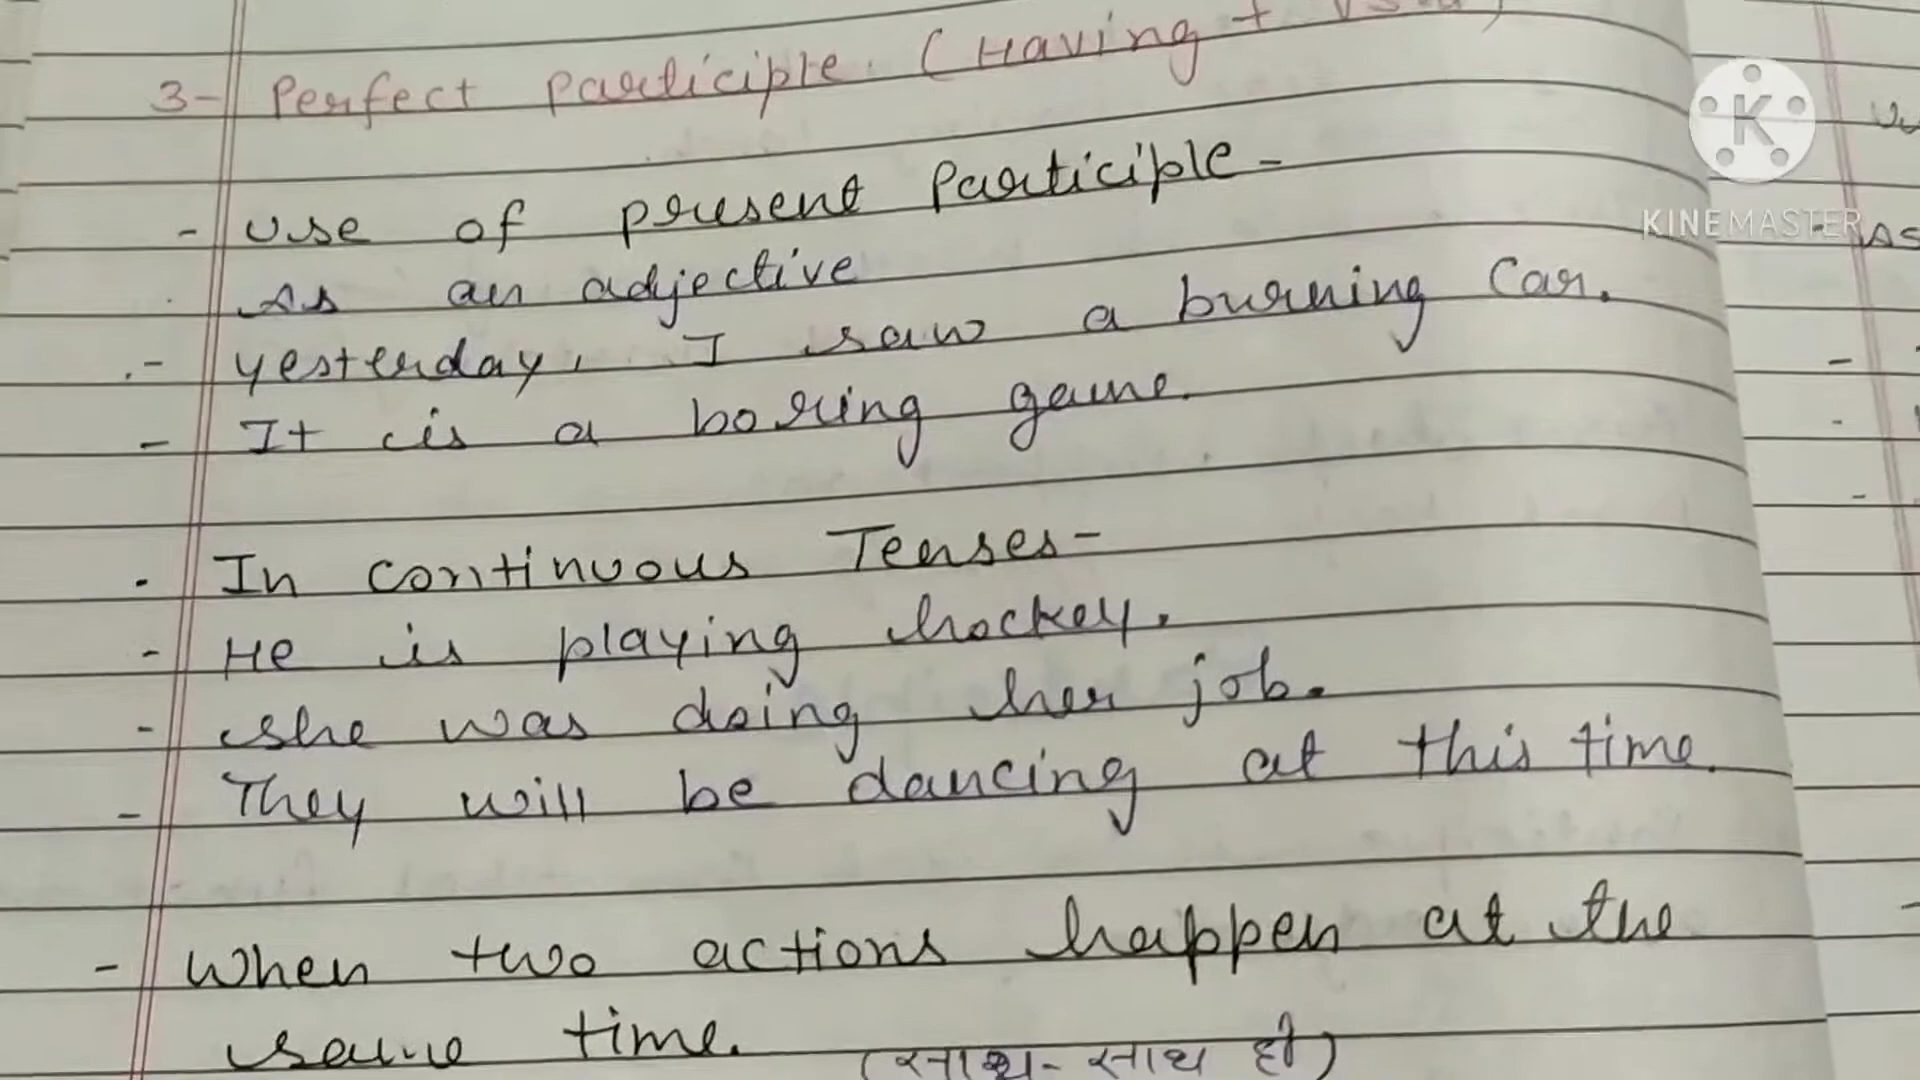 3- Perfect participle. (Having +
- Use of present Participle -
As an adjective
- yesterday, I saw a burning car.
- It is a boring game.
- In continuous Tenses-
- He is playing hockey.
- she was doing her job.
- They will be dancing at this time.
- When two actions happen at the
same time. (साथ-साथ ही)
KINEMASTER
As